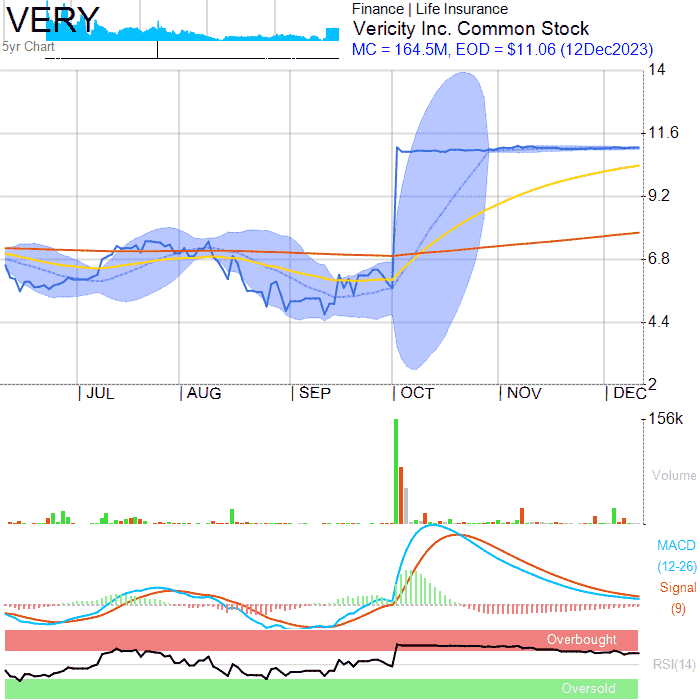 VERY
5yr Chart
Finance | Life Insurance
Vericity Inc. Common Stock
MC = 164.5M, EOD = $11.06 (12Dec2023)
14
11.6
9.2
6.8
4.4
2
| JUL | AUG | SEP | OCT | NOV | DEC
156k
Volume
MACD
(12-26)
Signal
(9)
Overbought
RSI(14)
Oversold